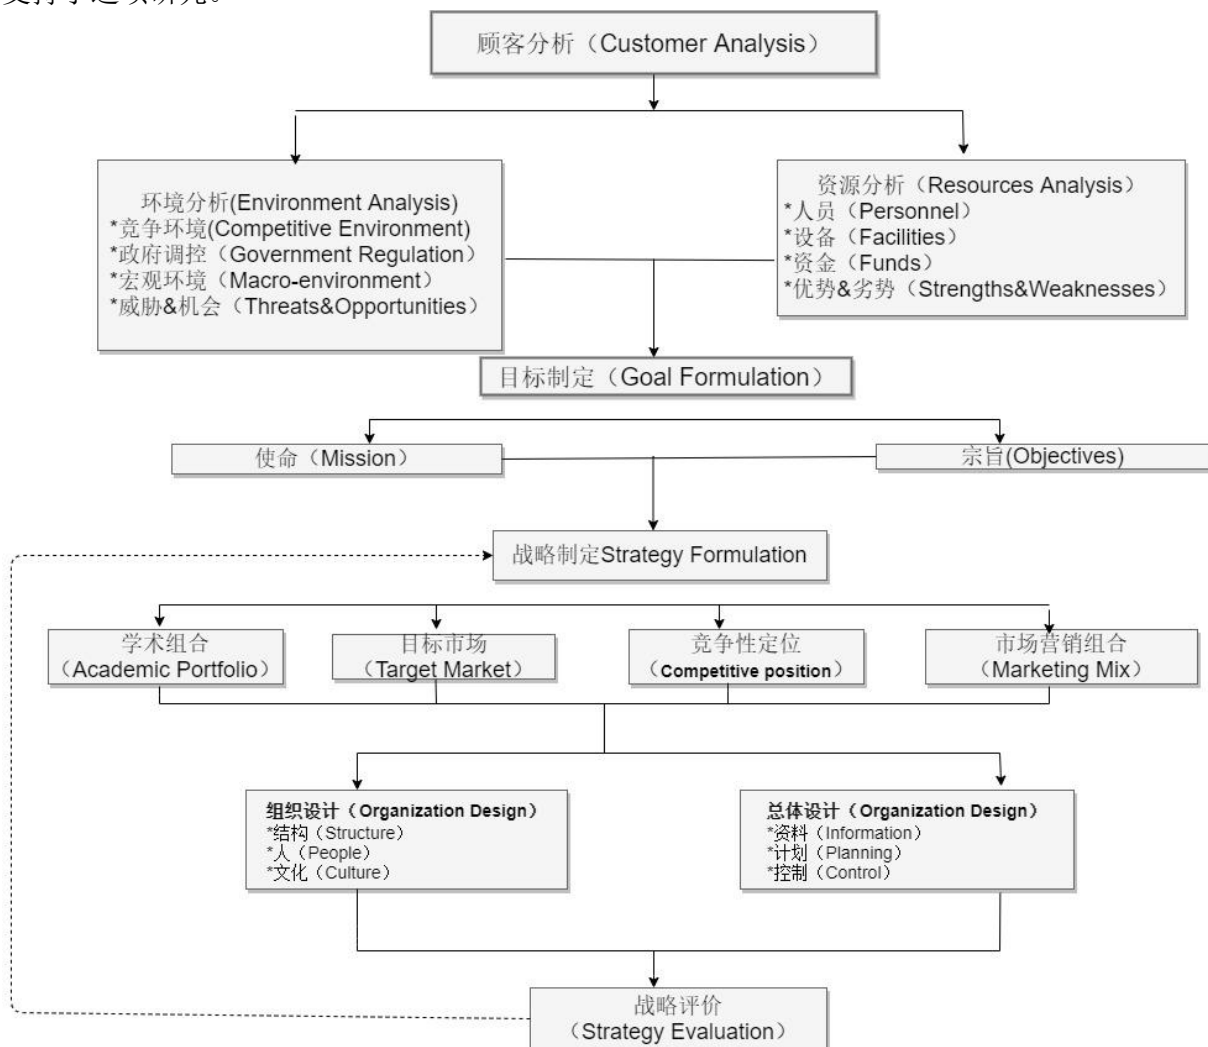 顾客分析（Customer Analysis）
环境分析(Environment Analysis)
*竞争环境(Competitive Environment)
*政府调控（Government Regulation）
*宏观环境（Macro-environment）
*威胁&机会（Threats&Opportunities）
资源分析（Resources Analysis）
*人员（Personnel）
*设备（Facilities）
*资金（Funds）
*优势&劣势（Strengths&Weaknesses）
目标制定（Goal Formulation）
使命（Mission）
宗旨(Objectives)
战略制定Strategy Formulation
学术组合
（Academic Portfolio）
目标市场
（Target Market）
竞争性定位
（Competitive position）
市场营销组合
（Marketing Mix）
组织设计（Organization Design）
*结构（Structure）
*人（People）
*文化（Culture）
总体设计（Organization Design）
*资料（Information）
*计划（Planning）
*控制（Control）
战略评价
（Strategy Evaluation）